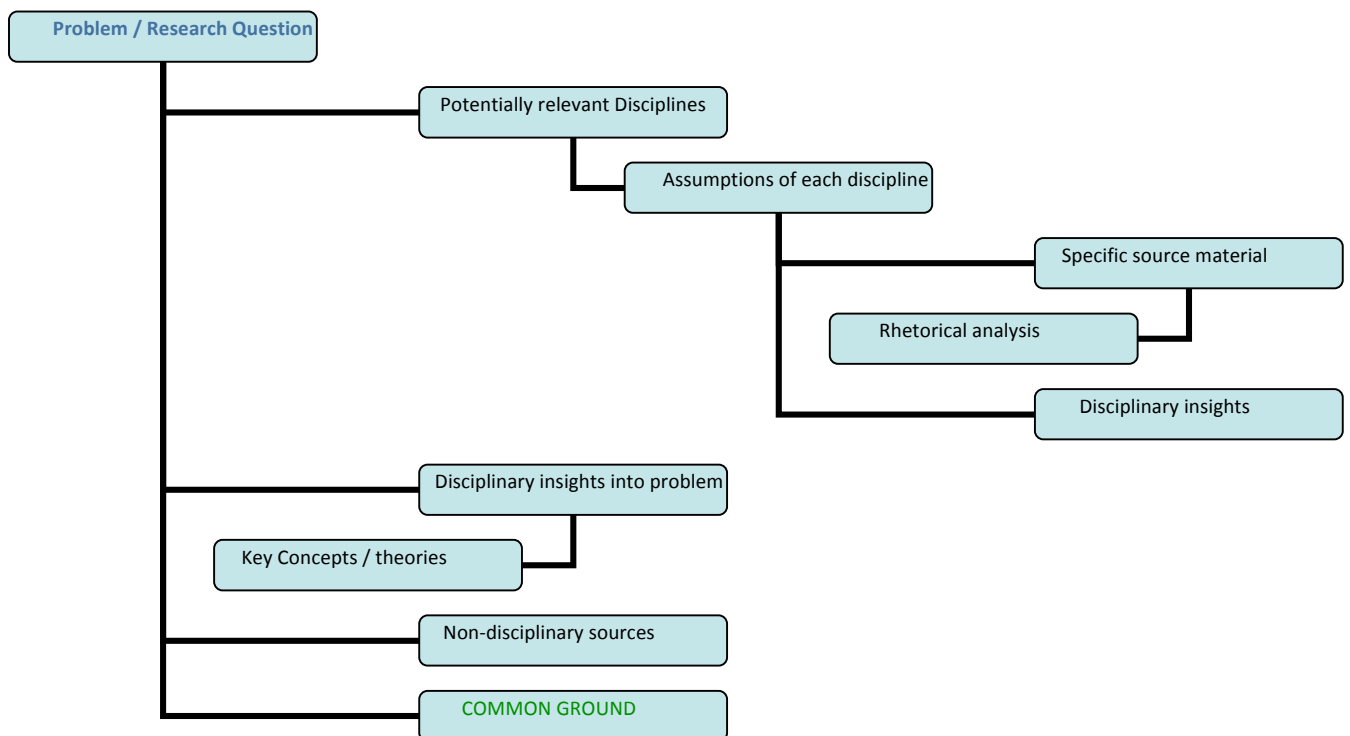 Problem / Research Question
Potentially relevant Disciplines
Assumptions of each discipline
Specific source material
Rhetorical analysis
Disciplinary insights
Disciplinary insights into problem
Key Concepts / theories
Non-disciplinary sources
COMMON GROUND